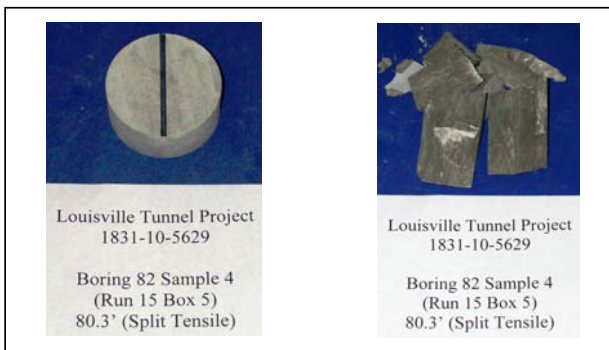 Louisville Tunnel Project
1831-10-5629
Boring 82 Sample 4
(Run 15 Box 5)
80.3' (Split Tensile)
Louisville Tunnel Project
1831-10-5629
Boring 82 Sample 4
(Run 15 Box 5)
80.3' (Split Tensile)